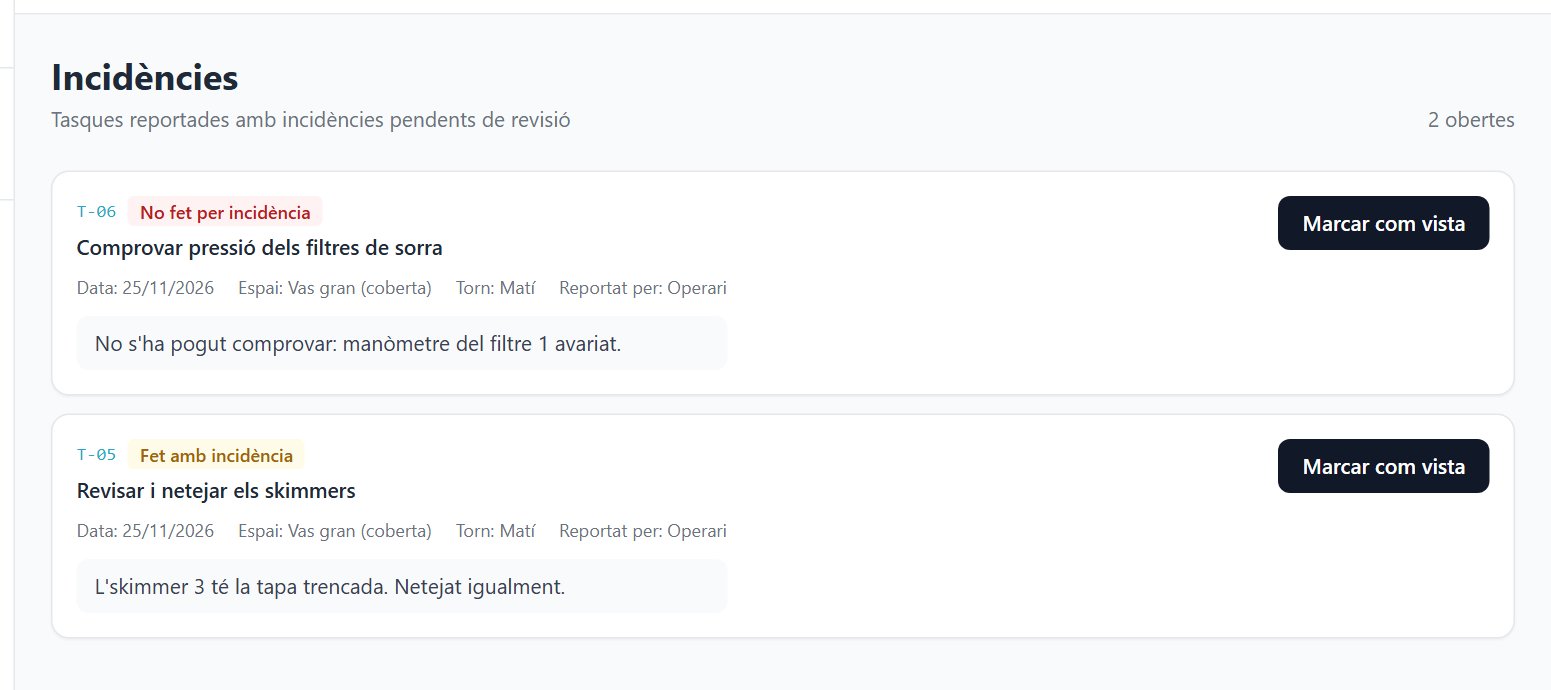 Incidències
Tasques reportades amb incidències pendents de revisió
2 obertes
T-06 No fet per incidència
Marcar com vista
Comprovar pressió dels filtres de sorra
Data: 25/11/2026 Espai: Vas gran (coberta) Torn: Matí Reportat per: Operari
No s'ha pogut comprovar: manòmetre del filtre 1 avariat.
T-05 Fet amb incidència
Marcar com vista
Revisar i netejar els skimmers
Data: 25/11/2026 Espai: Vas gran (coberta) Torn: Matí Reportat per: Operari
L'skimmer 3 té la tapa trencada. Netejat igualment.